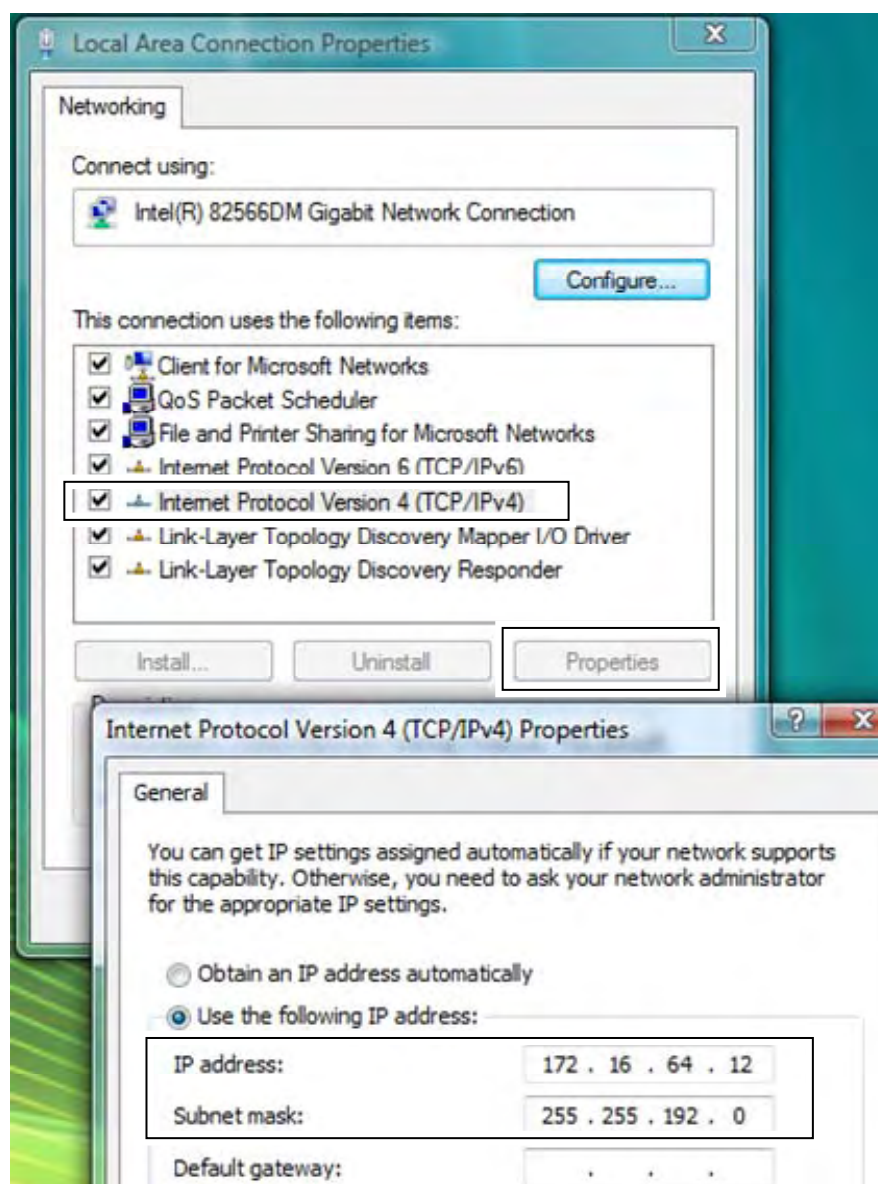 Local Area Connection Properties
Networking
Connect using:
Intel(R) 82566DM Gigabit Network Connection
Configure...
This connection uses the following items:
Client for Microsoft Networks
QoS Packet Scheduler
File and Printer Sharing for Microsoft Networks
Internet Protocol Version 6 (TCP/IPv6)
Internet Protocol Version 4 (TCP/IPv4)
Link-Layer Topology Discovery Mapper I/O Driver
Link-Layer Topology Discovery Responder
Install... Uninstall Properties
Internet Protocol Version 4 (TCP/IPv4) Properties
General
You can get IP settings assigned automatically if your network supports
this capability. Otherwise, you need to ask your network administrator
for the appropriate IP settings.
Obtain an IP address automatically
Use the following IP address:
IP address: 172 . 16 . 64 . 12
Subnet mask: 255 . 255 . 192 . 0
Default gateway: . . .